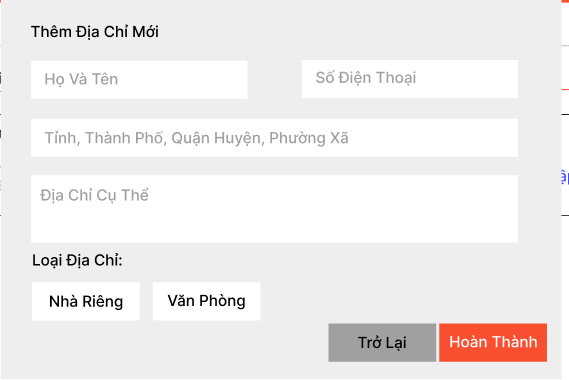 Thêm Địa Chỉ Mới
Họ Và Tên
Số Điện Thoại
Tỉnh, Thành Phố, Quận Huyện, Phường Xã
Địa Chỉ Cụ Thể
Loại Địa Chỉ:
Nhà Riêng
Văn Phòng
Trở Lại
Hoàn Thành